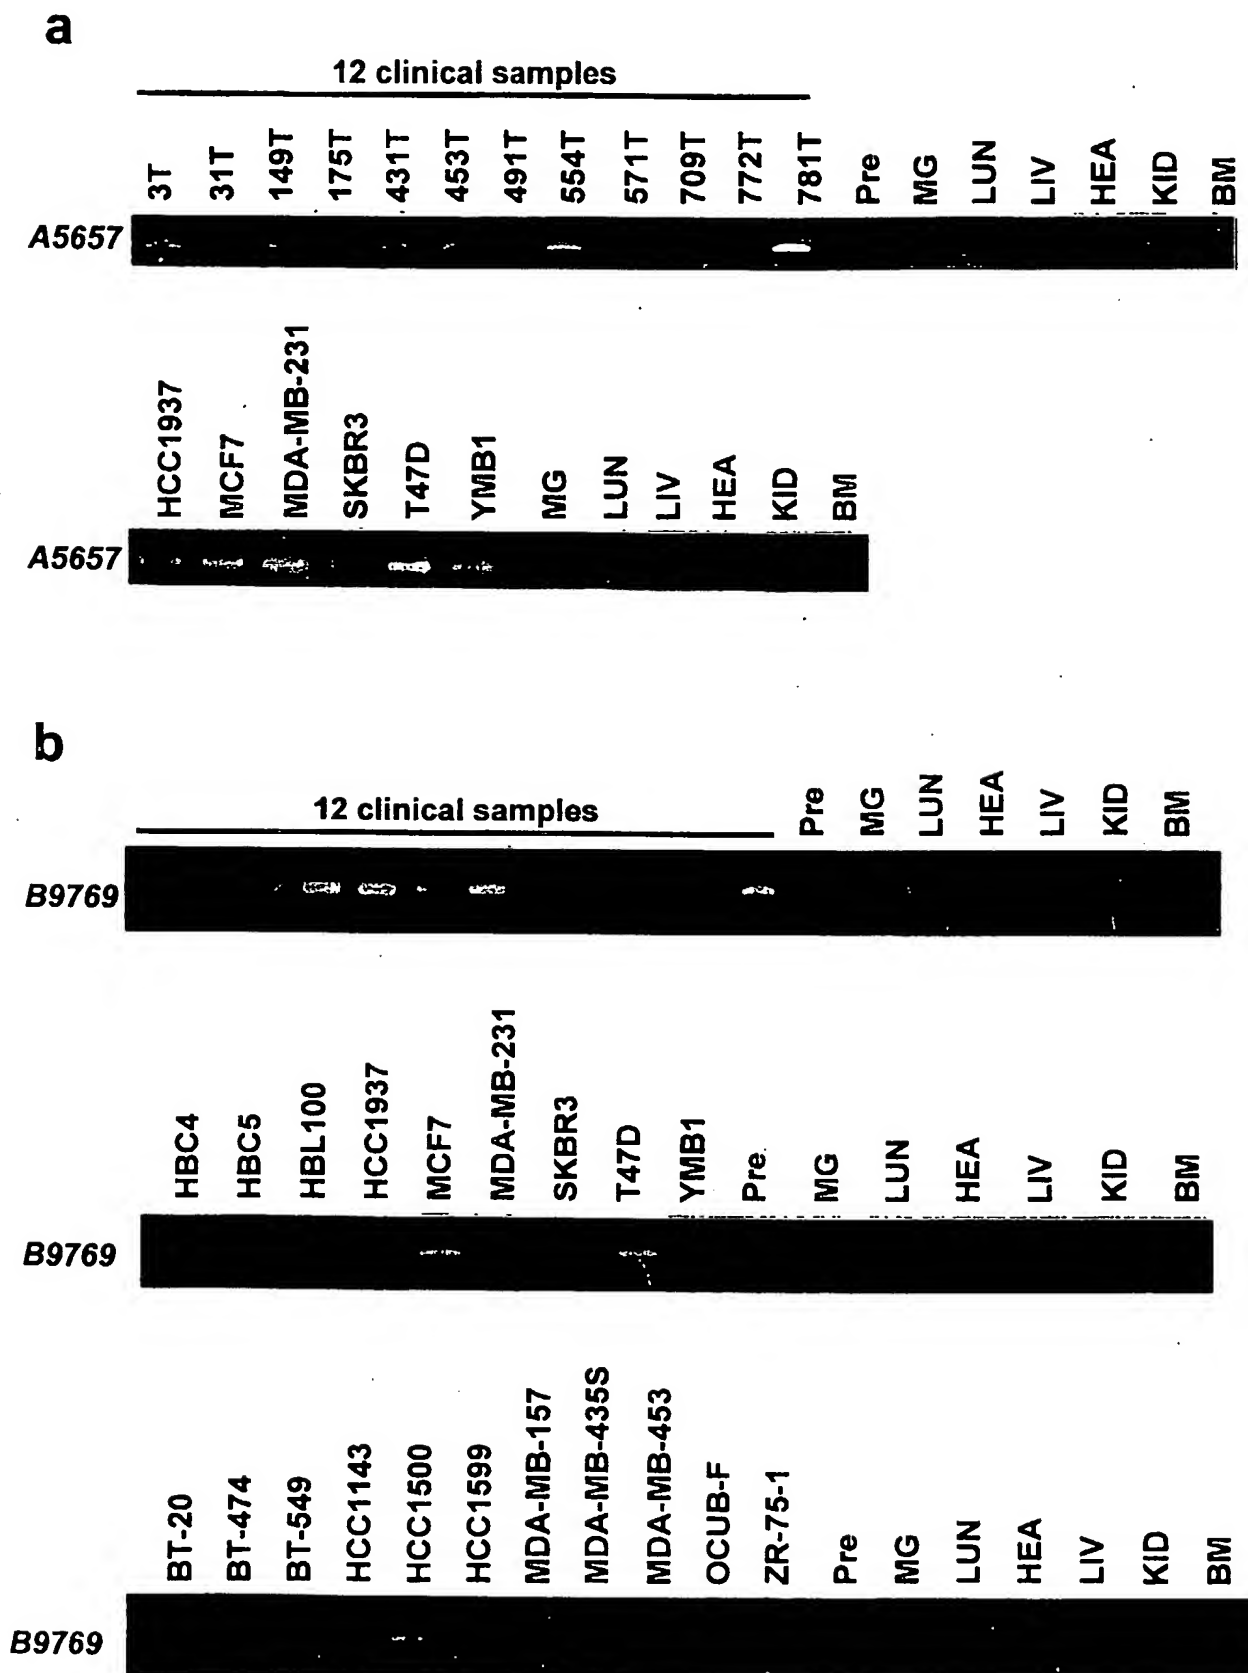 a
12 clinical samples
3T 31T 149T 175T 431T 453T 491T 554T 571T 709T 772T 781T Pre MG LUN LIV HEA KID BM
A5657
HCC1937 MCF7 MDA-MB-231 SKBR3 T47D YMB1 MG LUN LIV HEA KID BM
A5657
b
12 clinical samples Pre MG LUN HEA LIV KID BM
B9769
HBC4 HBC5 HBL100 HCC1937 MCF7 MDA-MB-231 SKBR3 T47D YMB1 Pre MG LUN HEA LIV KID BM
B9769
BT-20 BT-474 BT-549 HCC1143 HCC1500 HCC1599 MDA-MB-157 MDA-MB-435S MDA-MB-453 OCUB-F ZR-75-1 Pre MG LUN HEA LIV KID BM
B9769